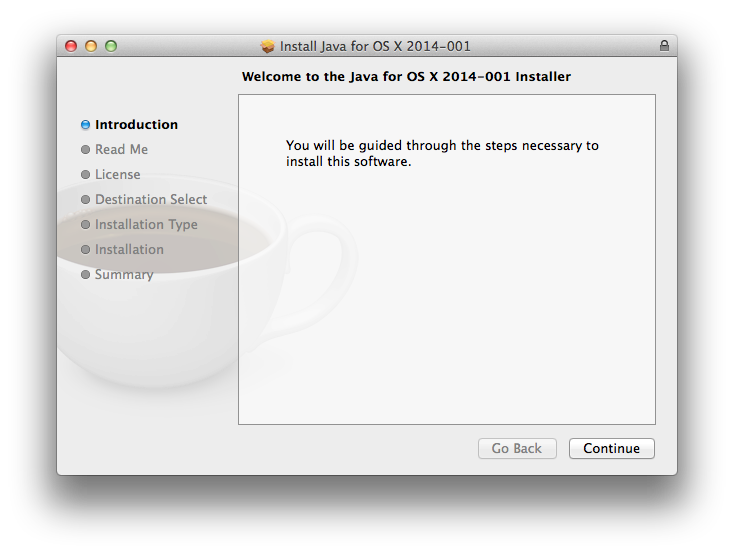 Install Java for OS X 2014-001
Welcome to the Java for OS X 2014-001 Installer
Introduction
Read Me
License
Destination Select
Installation Type
Installation
Summary
You will be guided through the steps necessary to
install this software.
Go Back
Continue